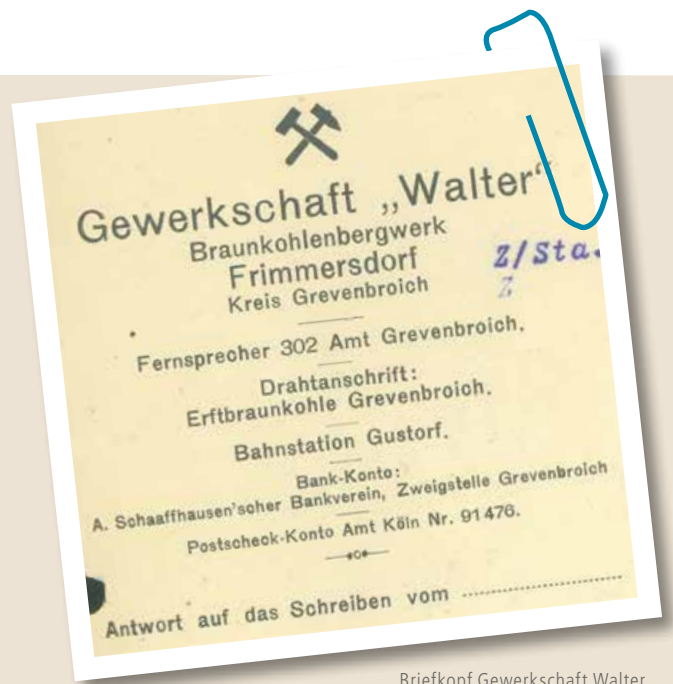 Gewerkschaft „Walter“
Braunkohlenbergwerk
Frimmersdorf
Kreis Grevenbroich
Z/Sta.
Z
Fernsprecher 302 Amt Grevenbroich.
Drahtanschrift:
Erftbraunkohle Grevenbroich.
Bahnstation Gustorf.
Bank-Konto:
A. Schaaffhausen'scher Bankverein, Zweigstelle Grevenbroich
Postscheck-Konto Amt Köln Nr. 91476.
Antwort auf das Schreiben vom ........................
Briefkopf Gewerkschaft Walter